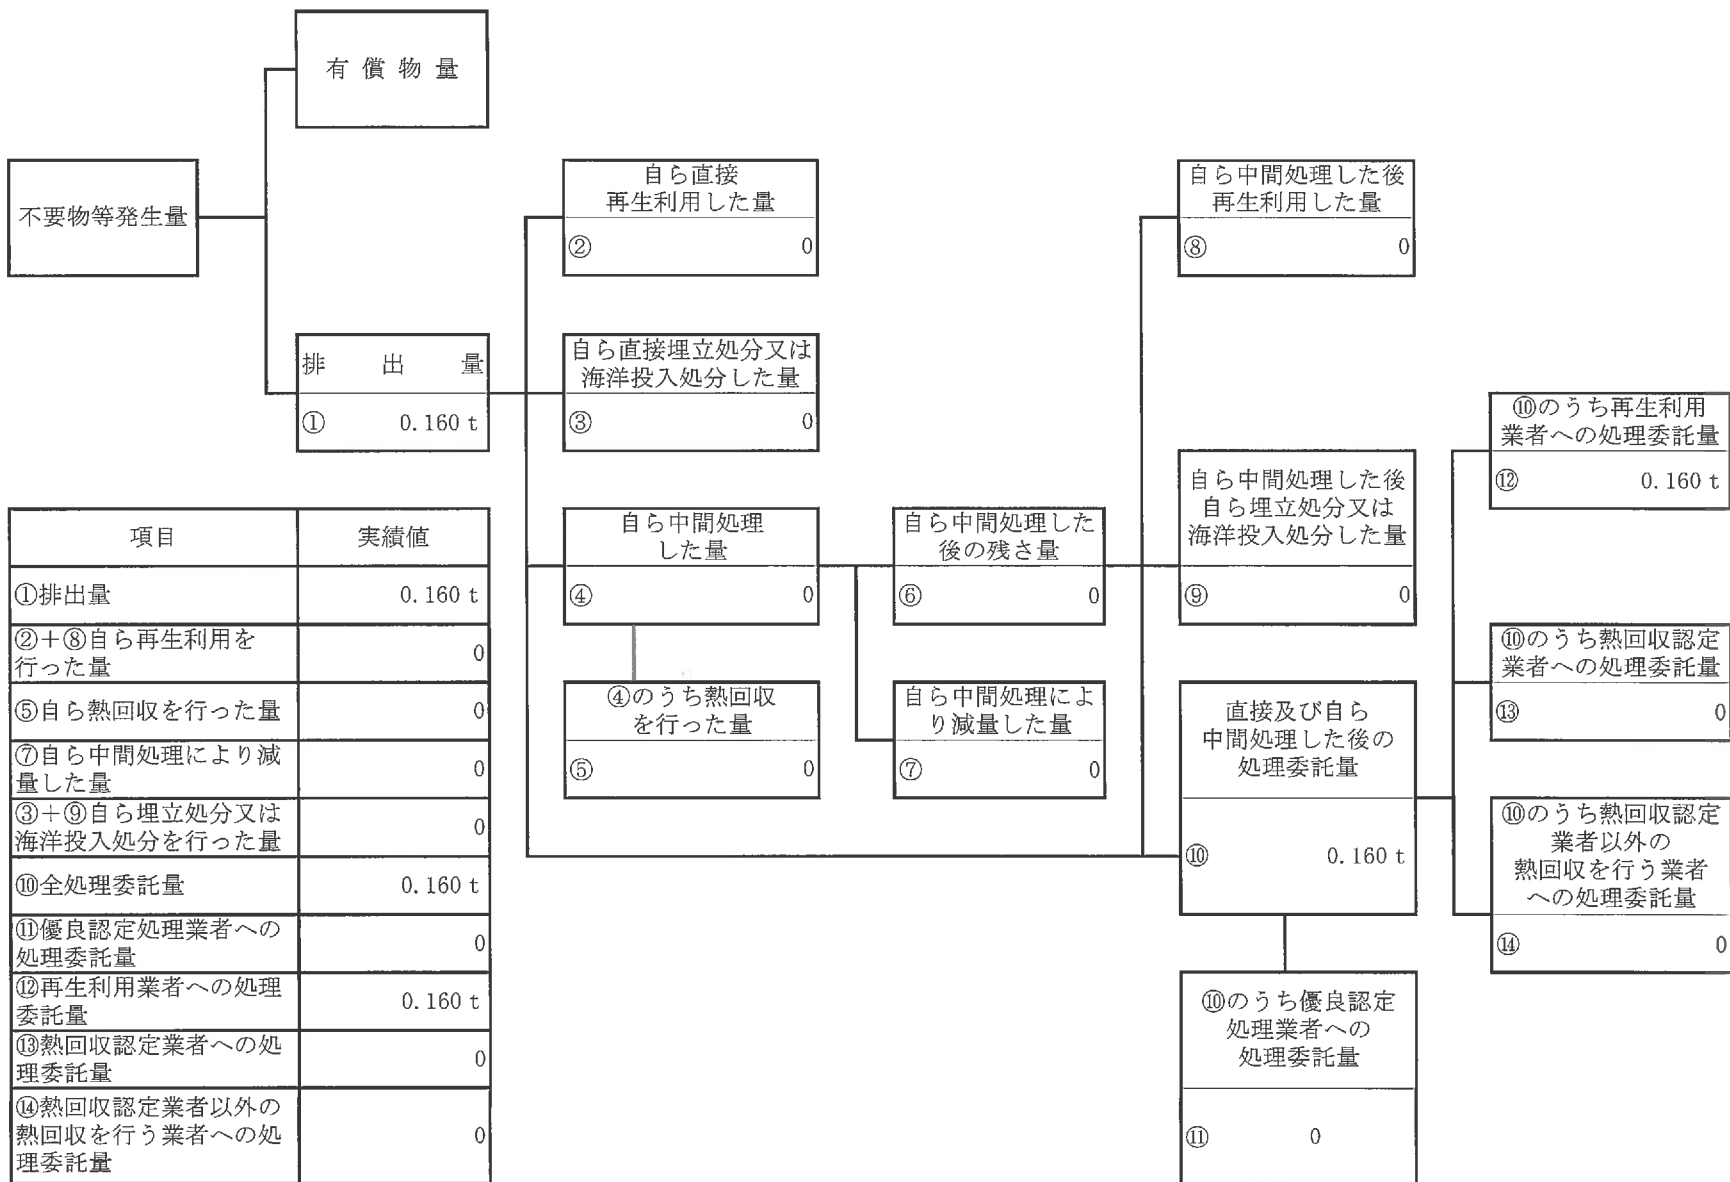 有償物量
不要物等発生量
排出量
① 0.160 t
自ら直接
再生利用した量
② 0
自ら直接埋立処分又は
海洋投入処分した量
③ 0
自ら中間処理
した量
④ 0
④のうち熱回収
を行った量
⑤ 0
自ら中間処理した
後の残さ量
⑥ 0
自ら中間処理によ
り減量した量
⑦ 0
自ら中間処理した後
再生利用した量
⑧ 0
自ら中間処理した後
自ら埋立処分又は
海洋投入処分した量
⑨ 0
直接及び自ら
中間処理した後の
処理委託量
⑩ 0.160 t
⑩のうち優良認定
処理業者への
処理委託量
⑪ 0
⑩のうち再生利用
業者への処理委託量
⑫ 0.160 t
⑩のうち熱回収認定
業者への処理委託量
⑬ 0
⑩のうち熱回収認定
業者以外の
熱回収を行う業者
への処理委託量
⑭ 0
項目 実績値
①排出量 0.160 t
②+⑧自ら再生利用を
行った量 0
⑤自ら熱回収を行った量 0
⑦自ら中間処理により減
量した量 0
③+⑨自ら埋立処分又は
海洋投入処分を行った量 0
⑩全処理委託量 0.160 t
⑪優良認定処理業者への
処理委託量 0
⑫再生利用業者への処理
委託量 0.160 t
⑬熱回収認定業者への処
理委託量 0
⑭熱回収認定業者以外の
熱回収を行う業者への処
理委託量 0